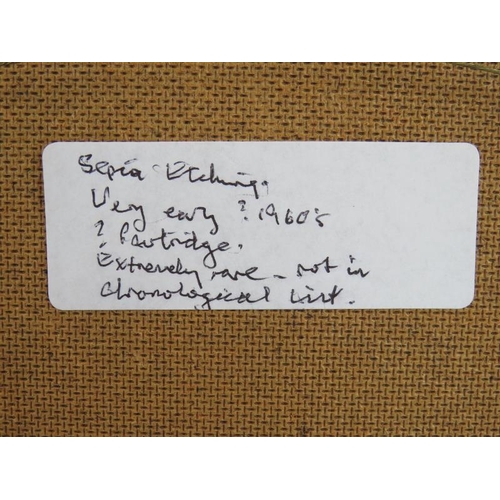 Sepia Etching.
Very early ? 1960's
? Partridge.
Extremely rare - not in
chronological list.